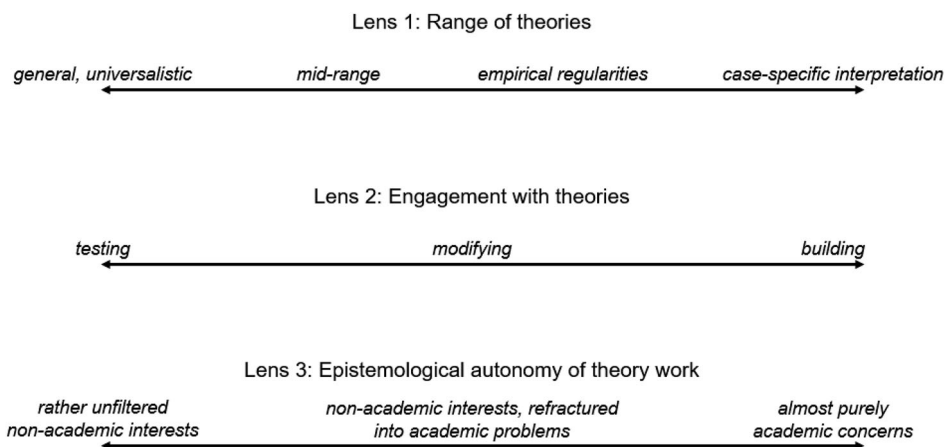 Lens 1: Range of theories
general, universalistic mid-range empirical regularities case-specific interpretation
Lens 2: Engagement with theories
testing modifying building
Lens 3: Epistemological autonomy of theory work
rather unfiltered non-academic interests, refractured almost purely
non-academic interests into academic problems academic concerns